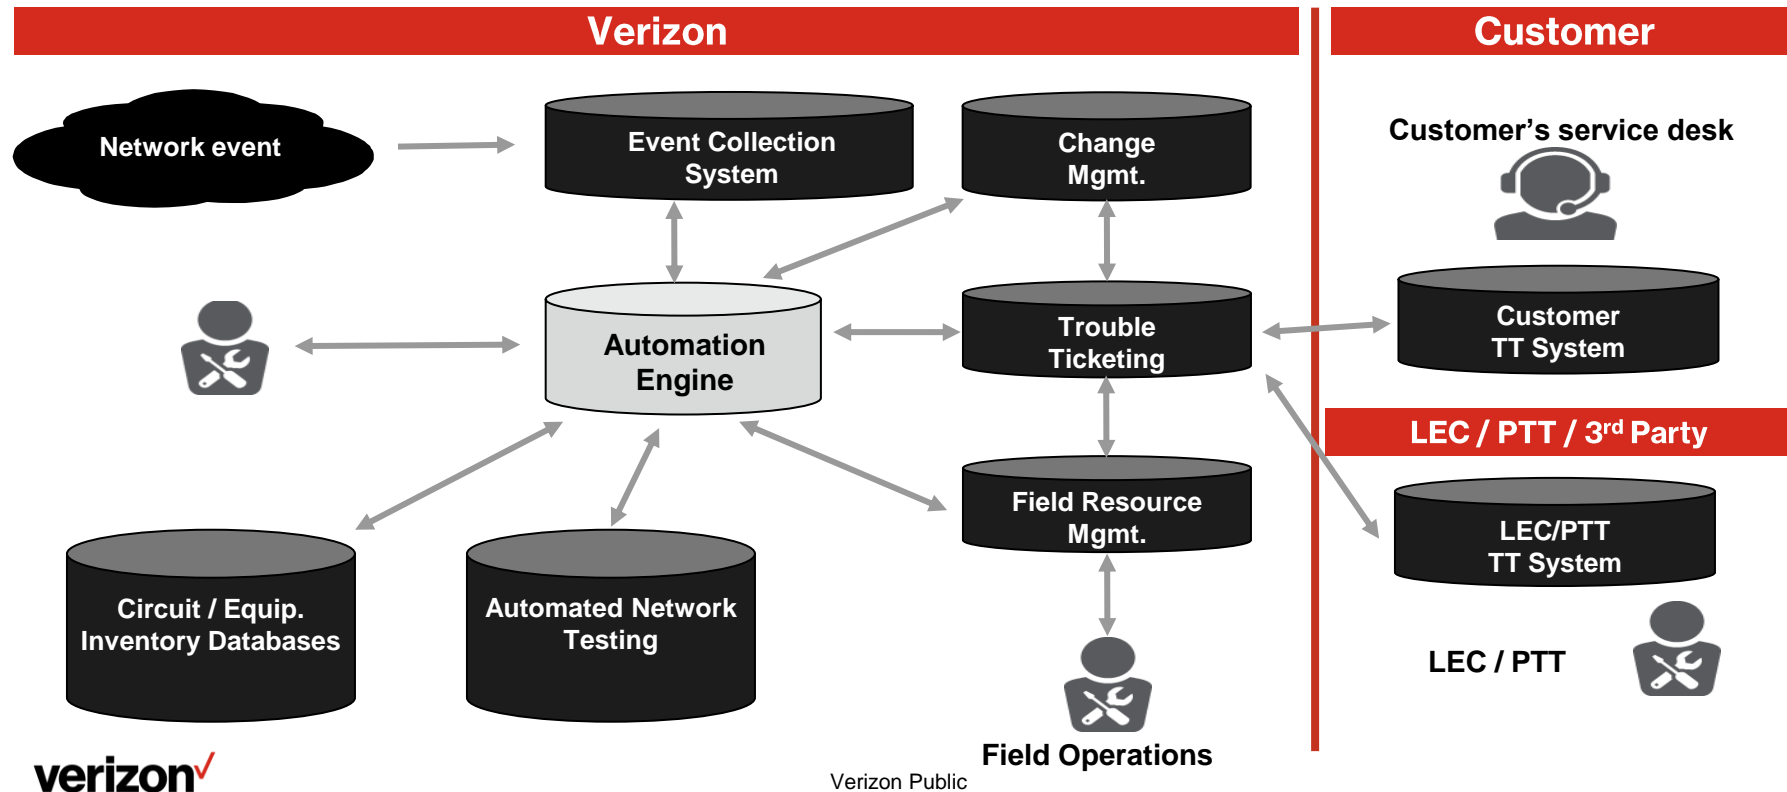 Verizon
Customer
Network event
Event Collection
System
Change
Mgmt.
Customer’s service desk
Automation
Engine
Trouble
Ticketing
Customer
TT System
LEC / PTT / 3rd Party
Field Resource
Mgmt.
LEC/PTT
TT System
Circuit / Equip.
Inventory Databases
Automated Network
Testing
LEC / PTT
Field Operations
verizon✓
Verizon Public